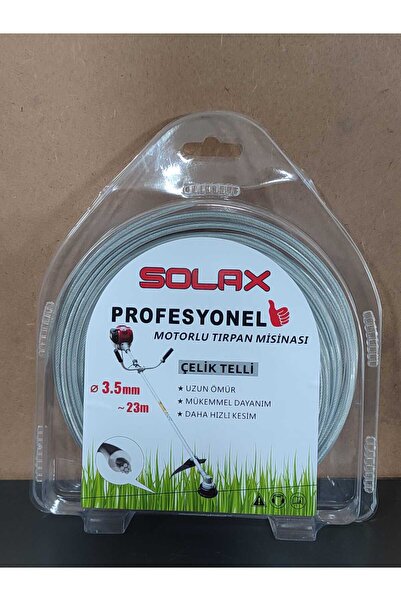 SOLAX
PROFESYONEL
MOTORLU TIRPAN MİSİNASI
ÇELİK TELLİ
ø 3.5mm
~ 23m
★ UZUN ÖMÜR
★ MÜKEMMEL DAYANIM
★ DAHA HIZLI KESİM